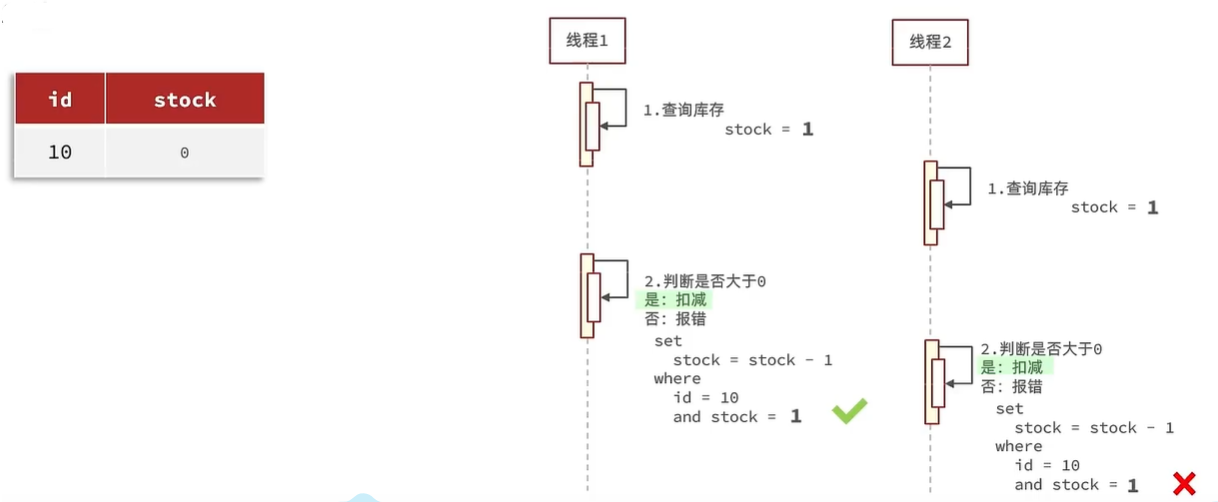 id stock
10 0
线程1
1.查询库存
stock = 1
2.判断是否大于0
是：扣减
否：报错
set
stock = stock - 1
where
id = 10
and stock = 1
线程2
1.查询库存
stock = 1
2.判断是否大于0
是：扣减
否：报错
set
stock = stock - 1
where
id = 10
and stock = 1